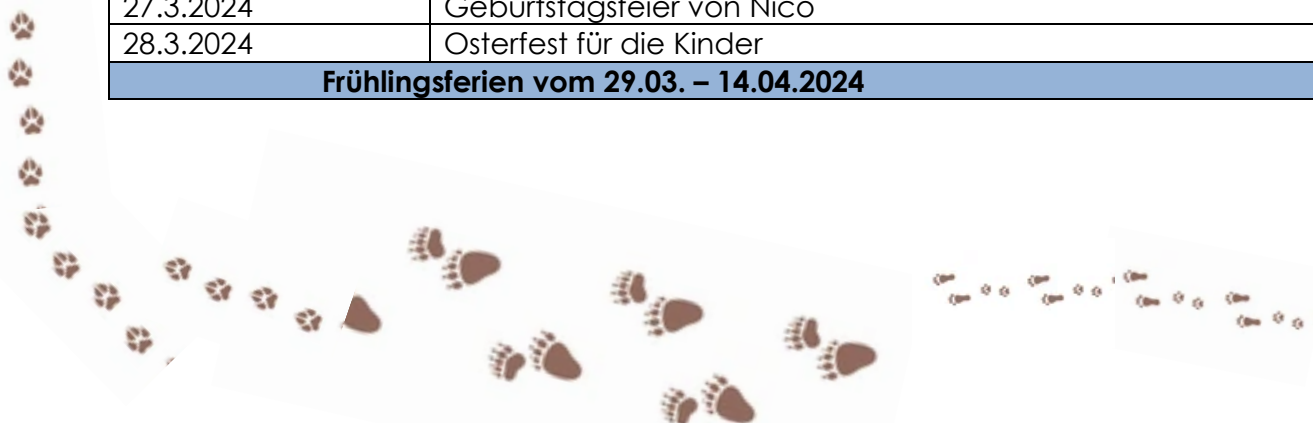 27.3.2024 Geburtstagsfeier von Nico
28.3.2024 Osterfest für die Kinder
Frühlingsferien vom 29.03. – 14.04.2024